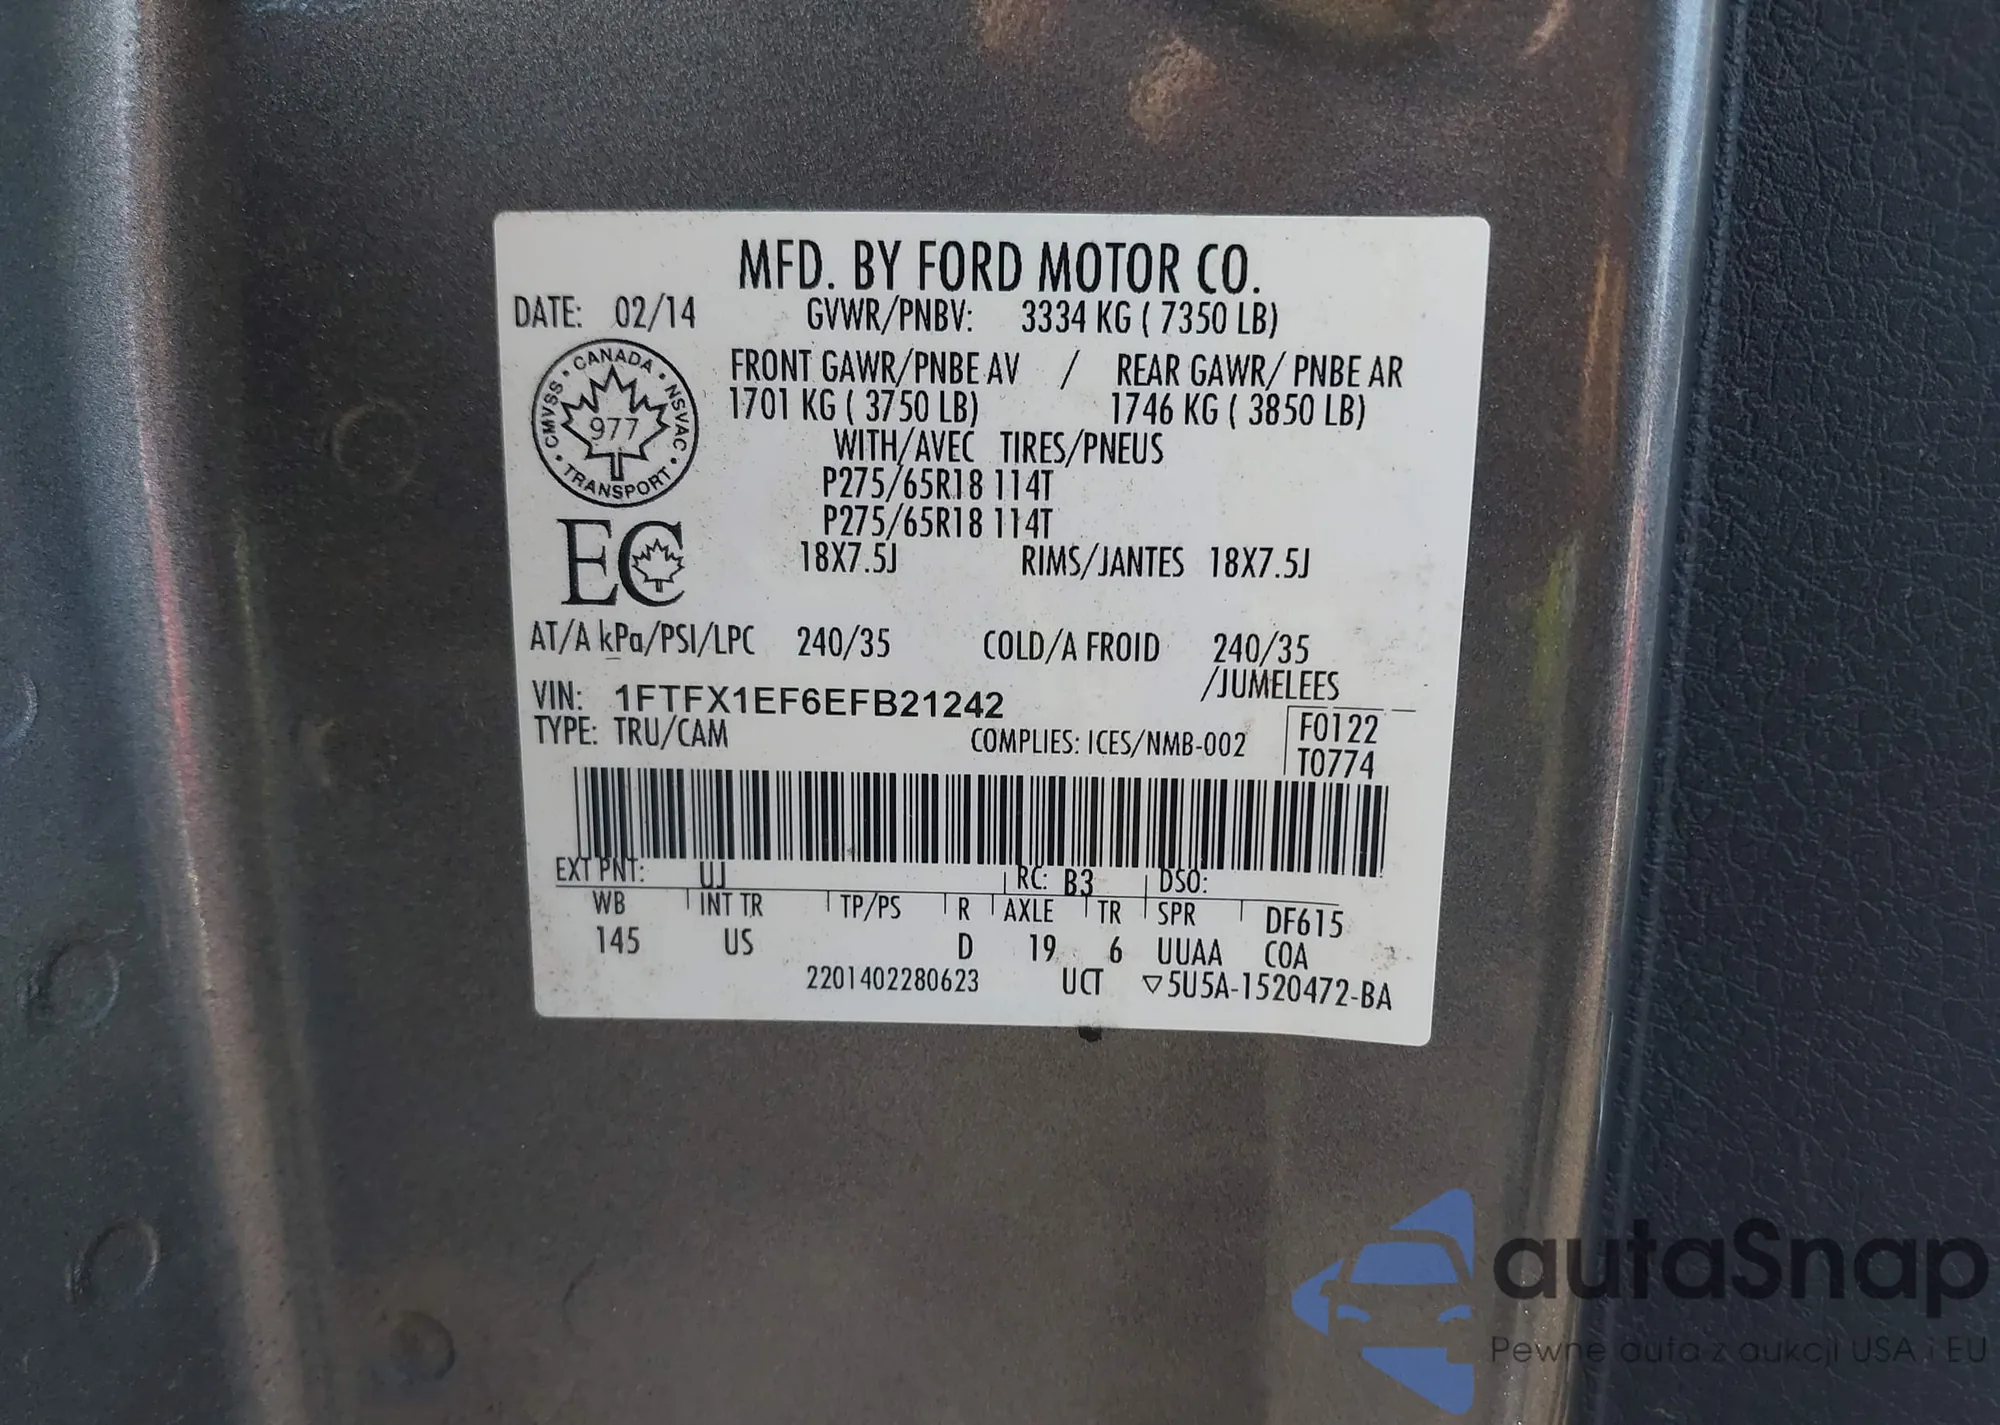 MFD. BY FORD MOTOR CO.
DATE: 02/14 GVWR/PNBV: 3334 KG ( 7350 LB)
FRONT GAWR/PNBE AV / REAR GAWR/ PNBE AR
1701 KG ( 3750 LB) 1746 KG ( 3850 LB)
WITH/AVEC TIRES/PNEUS
P275/65R18 114T
P275/65R18 114T
18X7.5J RIMS/JANTES 18X7.5J
CANADA · NSVAC · TRANSPORT · CMVSS ·
977
EC
AT/A kPa/PSI/LPC 240/35 COLD/A FROID 240/35
/JUMELEES
VIN: 1FTFX1EF6EFB21242
TYPE: TRU/CAM COMPLIES: ICES/NMB-002
F0122
T0774
EXT PNT: UJ RC: B3 DSO:
WB INT TR TP/PS R AXLE TR SPR DF615
145 US D 19 6 UUAA COA
2201402280623 UCT ▽5U5A-1520472-BA
autaSnap
Pewne auta z aukcji USA i EU